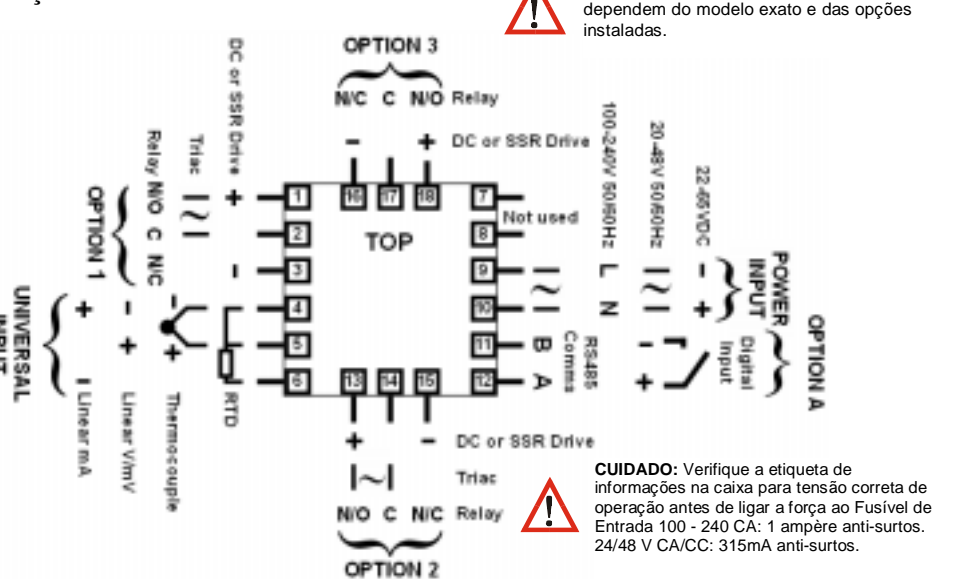 dependem do modelo exato e das opções
instaladas.
OPTION 3
N/C C N/O Relay
- + DC or SSR Drive
DC or SSR Drive
+
-
Triac
~
Relay N/O C N/C
OPTION 1
UNIVERSAL
+ - Linear mA
- + Linear V/mV
- + Thermocouple
RTD
1
2
3
4
5
6
16 17 18
TOP
7
8
9
10
11
12
13 14 15
Not used
~
B
A
RS485
Comms
100-240V 50/60Hz
L
N
20-48V 50/60Hz
~
22-65VDC
-
+
POWER
INPUT
- +
Digital
Input
OPTION A
+ - DC or SSR Drive
~ Triac
N/O C N/C Relay
OPTION 2
CUIDADO: Verifique a etiqueta de
informações na caixa para tensão correta de
operação antes de ligar a força ao Fusível de
Entrada 100 - 240 CA: 1 ampère anti-surtos.
24/48 V CA/CC: 315mA anti-surtos.